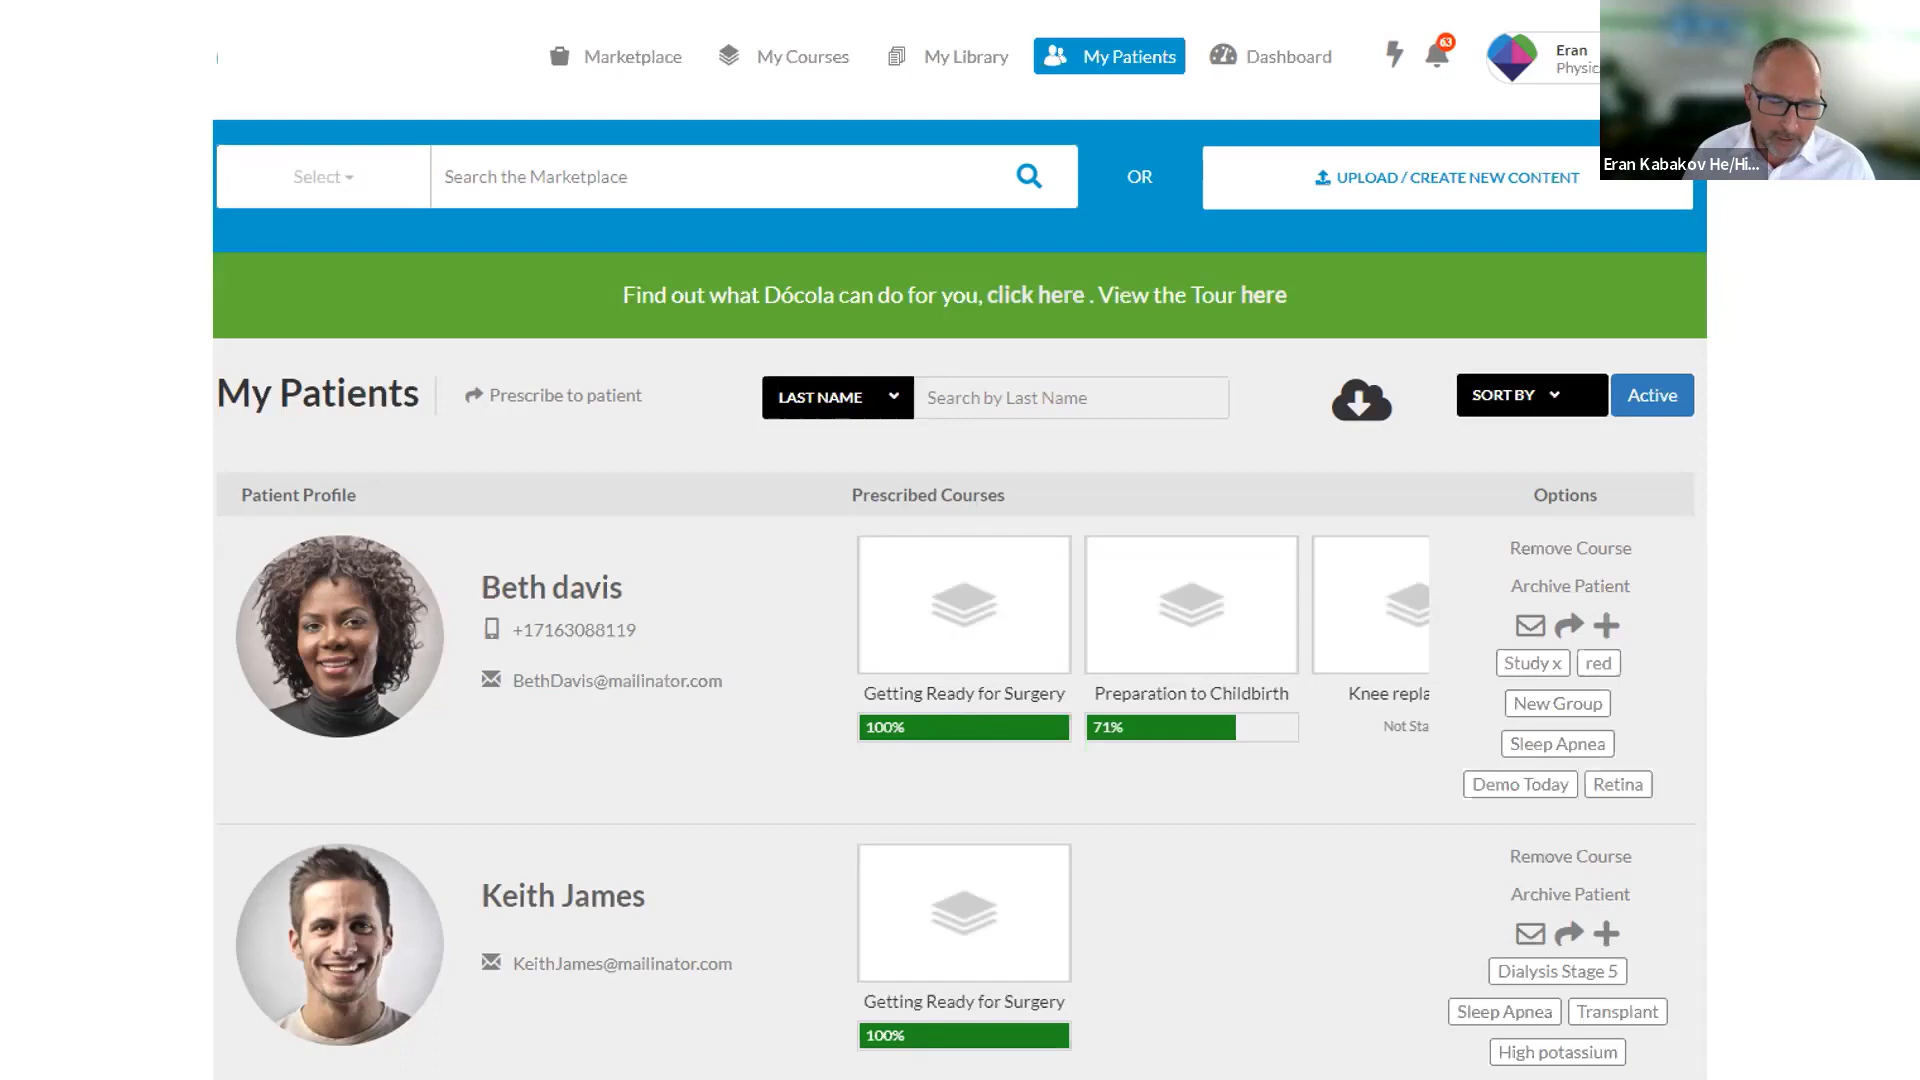 Marketplace
My Courses
My Library
My Patients
Dashboard
63
Eran
Physic
Eran Kabakov He/Hi...
Select
Search the Marketplace
OR
UPLOAD / CREATE NEW CONTENT
Find out what Dócola can do for you, click here . View the Tour here
My Patients
Prescribe to patient
LAST NAME
Search by Last Name
SORT BY
Active
Patient Profile
Prescribed Courses
Options
Beth davis
+17163088119
BethDavis@mailinator.com
Getting Ready for Surgery
100%
Preparation to Childbirth
71%
Knee repla
Not Sta
Remove Course
Archive Patient
Study x
red
New Group
Sleep Apnea
Demo Today
Retina
Keith James
KeithJames@mailinator.com
Getting Ready for Surgery
100%
Remove Course
Archive Patient
Dialysis Stage 5
Sleep Apnea
Transplant
High potassium